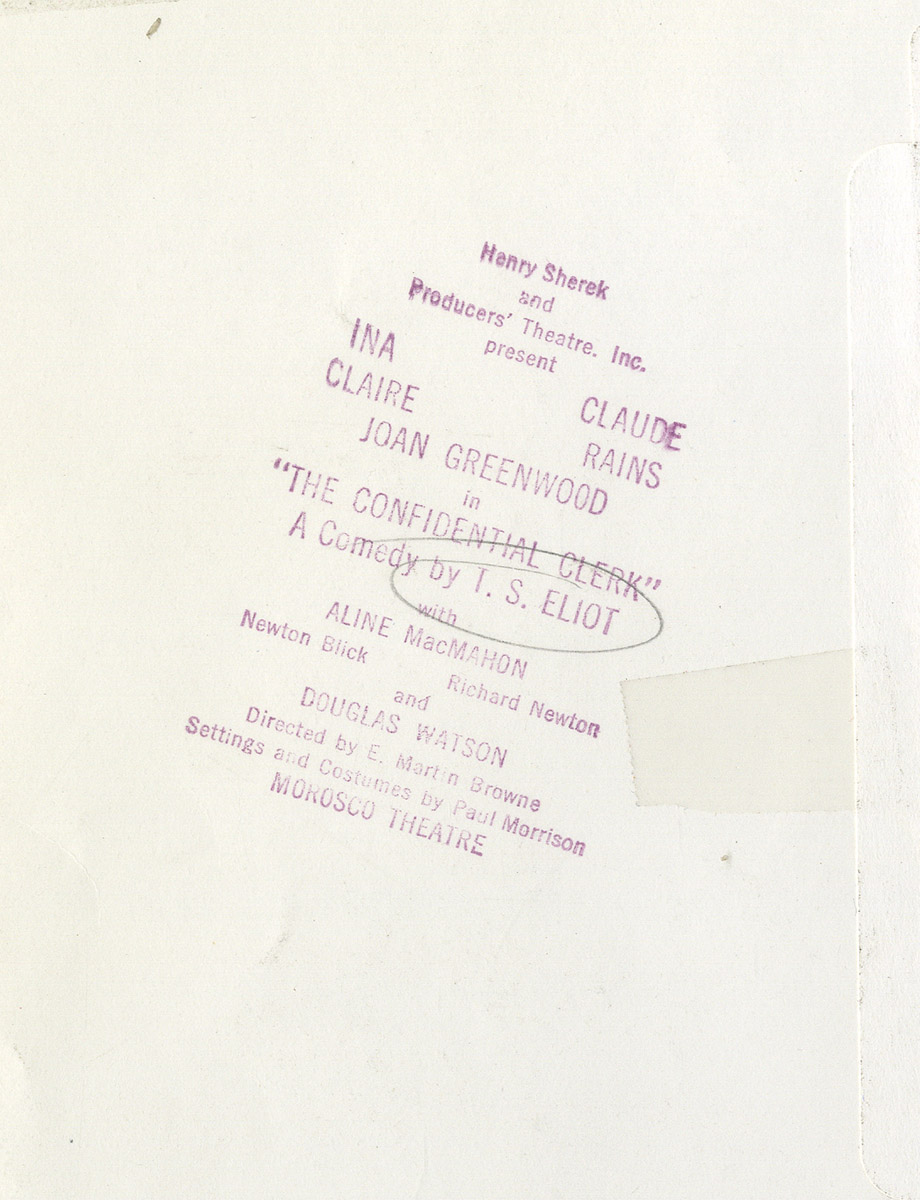 Henry Sherek
and
Producers' Theatre. Inc.
present
INA
CLAIRE
CLAUDE
RAINS
JOAN GREENWOOD
in
"THE CONFIDENTIAL CLERK"
A Comedy by T. S. ELIOT
with
ALINE MacMAHON
Newton Blick
Richard Newton
and
DOUGLAS WATSON
Directed by E. Martin Browne
Settings and Costumes by Paul Morrison
MOROSCO THEATRE